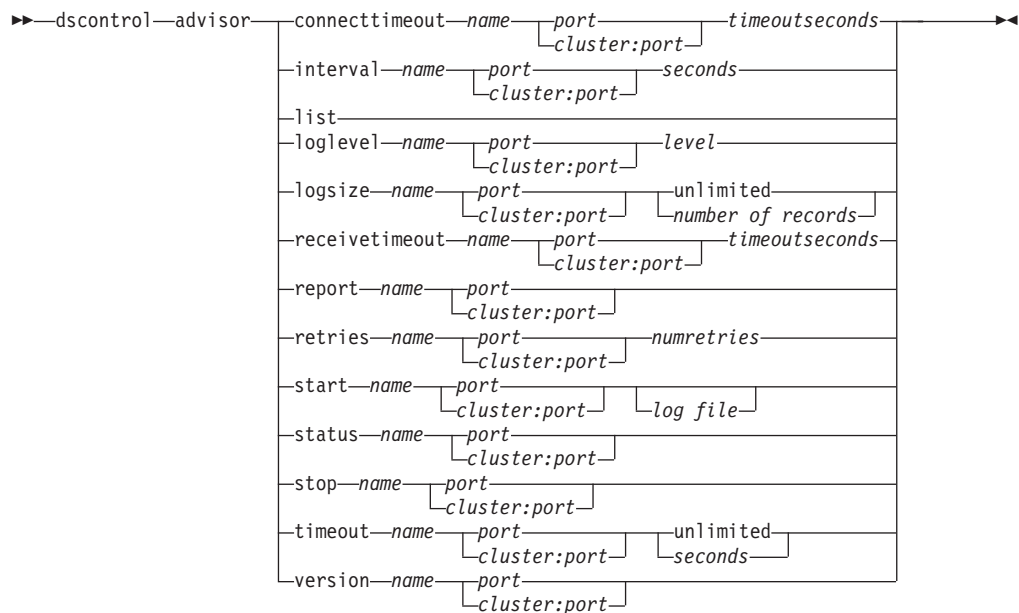 dscontrol advisor connecttimeout name port timeoutseconds
cluster:port
interval name port seconds
cluster:port
list
loglevel name port level
cluster:port
logsize name port unlimited
cluster:port number of records
receivetimeout name port timeoutseconds
cluster:port
report name port
cluster:port
retries name port numretries
cluster:port
start name port
cluster:port log file
status name port
cluster:port
stop name port
cluster:port
timeout name port unlimited
cluster:port seconds
version name port
cluster:port